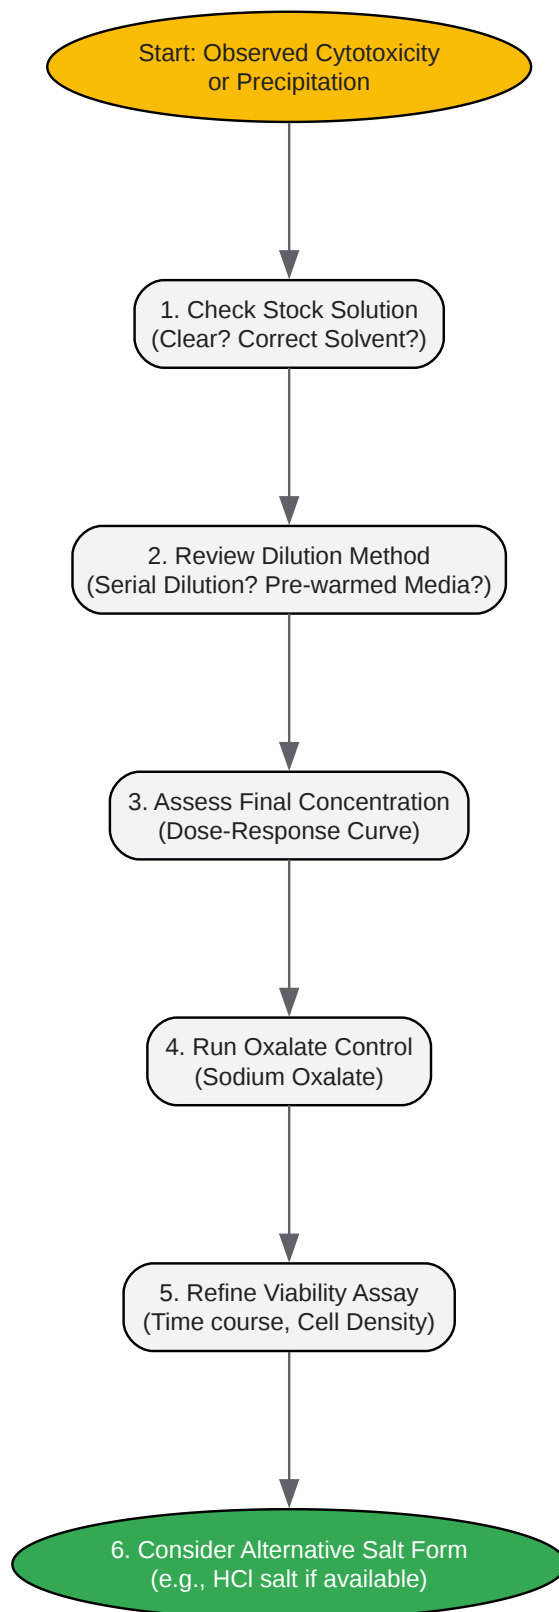 Start: Observed Cytotoxicity
or Precipitation
1. Check Stock Solution
(Clear? Correct Solvent?)
2. Review Dilution Method
(Serial Dilution? Pre-warmed Media?)
3. Assess Final Concentration
(Dose-Response Curve)
4. Run Oxalate Control
(Sodium Oxalate)
5. Refine Viability Assay
(Time course, Cell Density)
6. Consider Alternative Salt Form
(e.g., HCl salt if available)